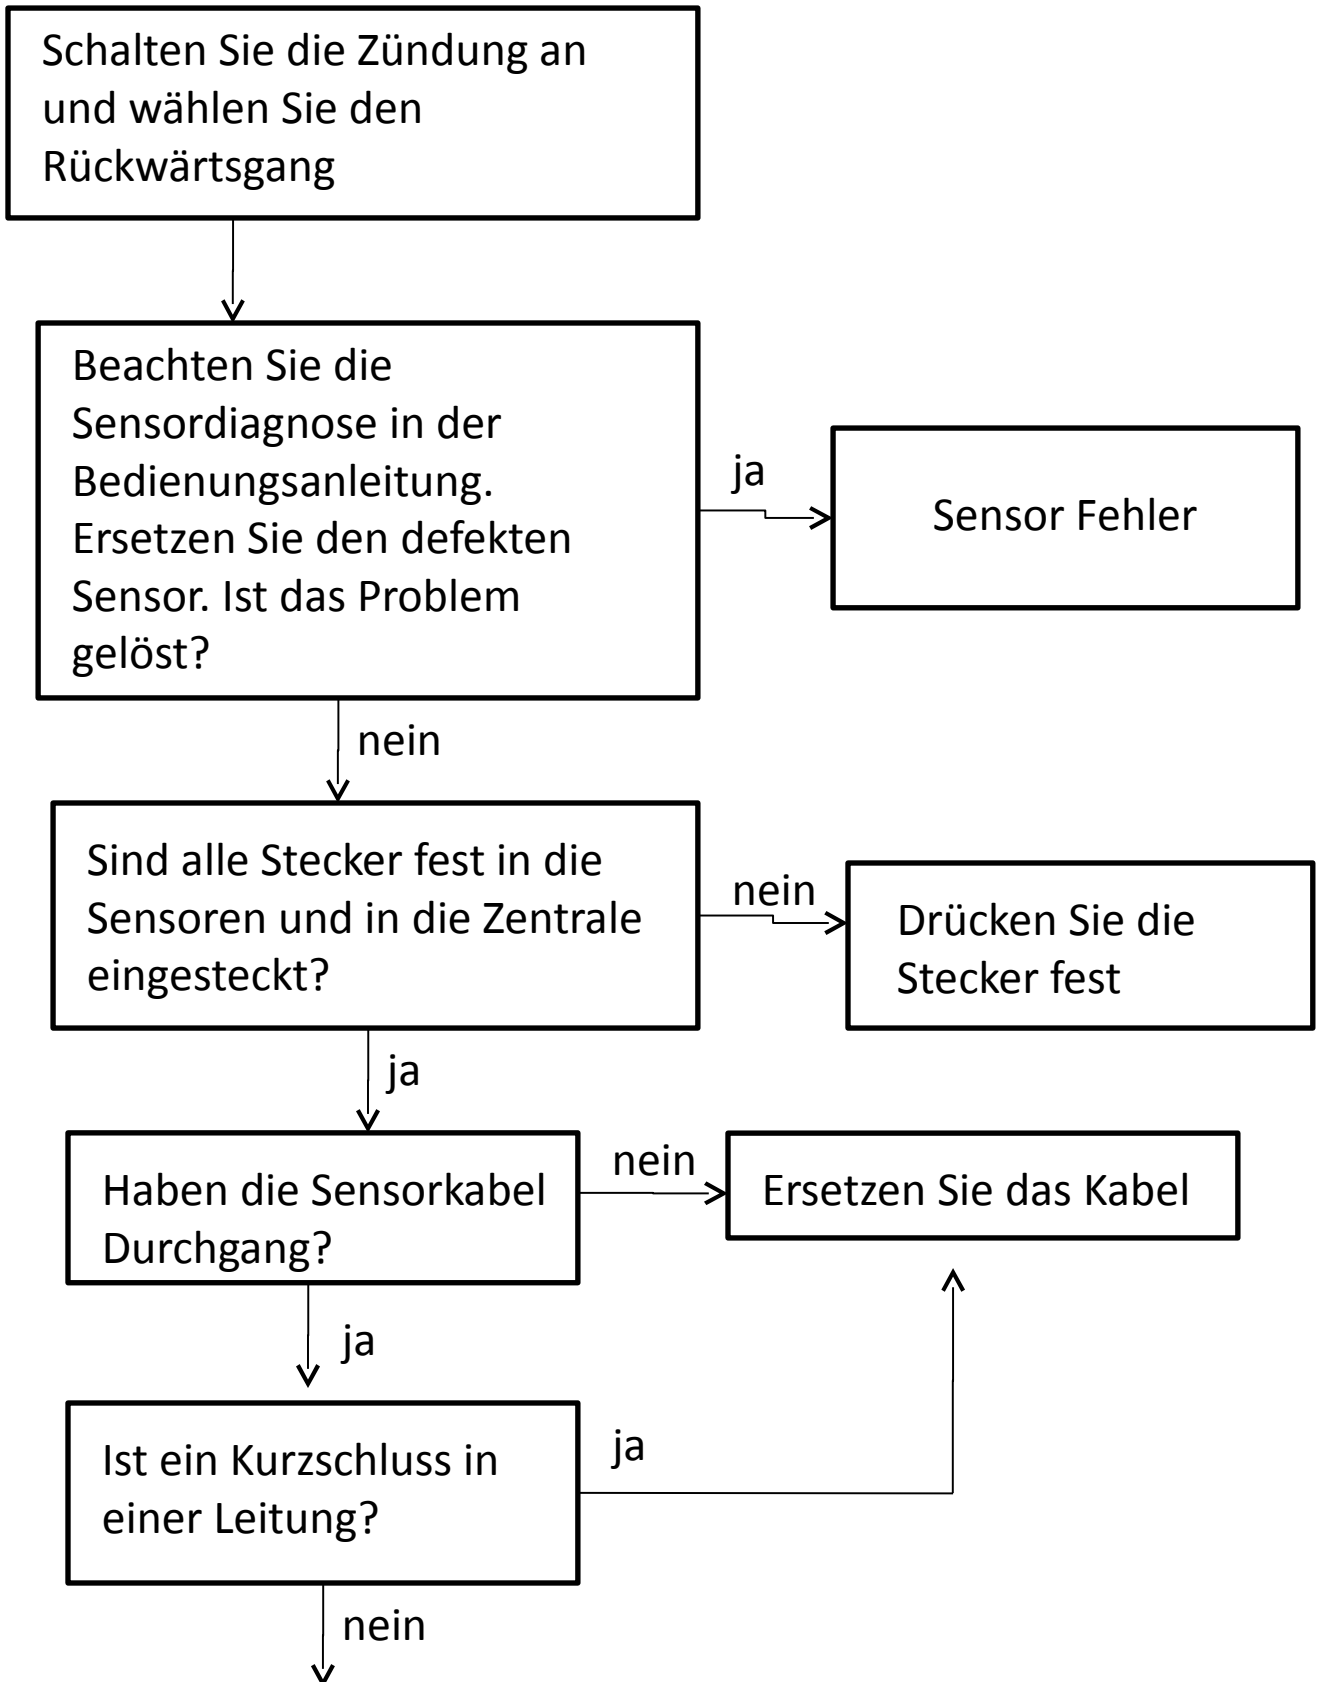 Schalten Sie die Zündung an
und wählen Sie den
Rückwärtsgang
Beachten Sie die
Sensordiagnose in der
Bedienungsanleitung.
Ersetzen Sie den defekten
Sensor. Ist das Problem
gelöst?
ja
Sensor Fehler
nein
Sind alle Stecker fest in die
Sensoren und in die Zentrale
eingesteckt?
nein
Drücken Sie die
Stecker fest
ja
Haben die Sensorkabel
Durchgang?
nein
Ersetzen Sie das Kabel
ja
Ist ein Kurzschluss in
einer Leitung?
ja
nein